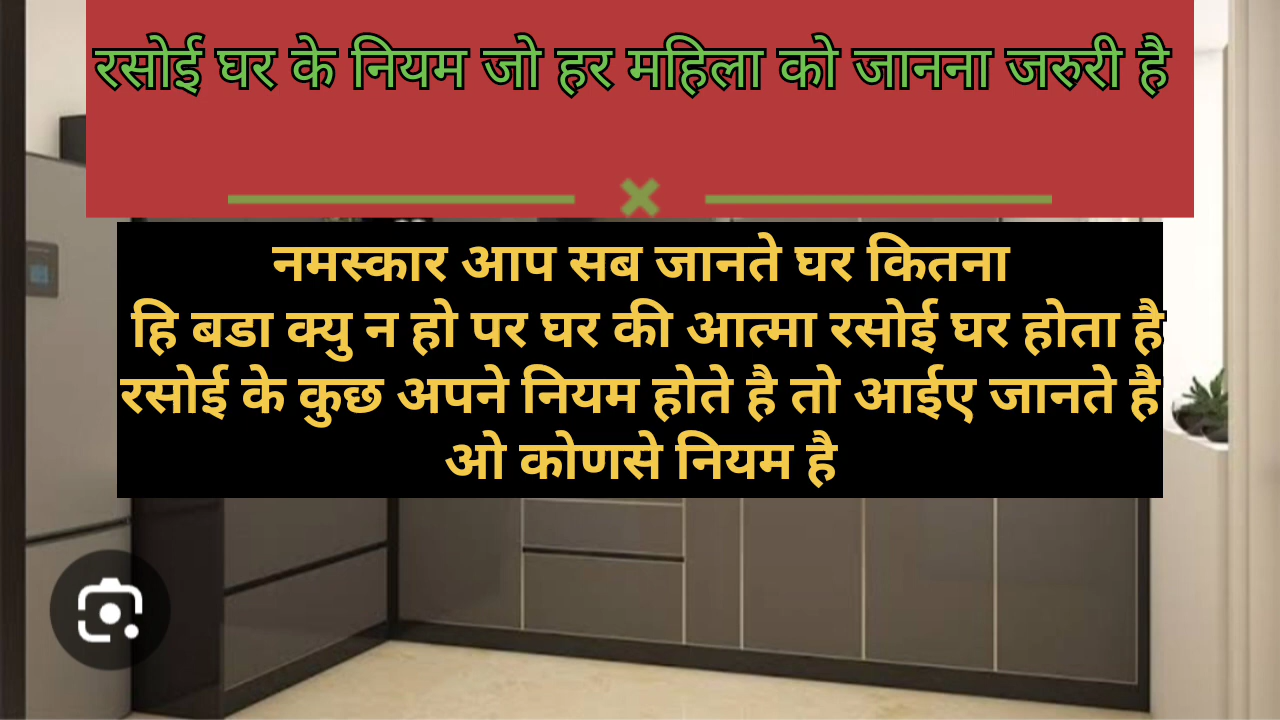 रसोई घर के नियम जो हर महिला को जानना जरुरी है
नमस्कार आप सब जानते घर कितना
हि बडा क्यु न हो पर घर की आत्मा रसोई घर होता है
रसोई के कुछ अपने नियम होते है तो आईए जानते है
ओ कोणसे नियम है